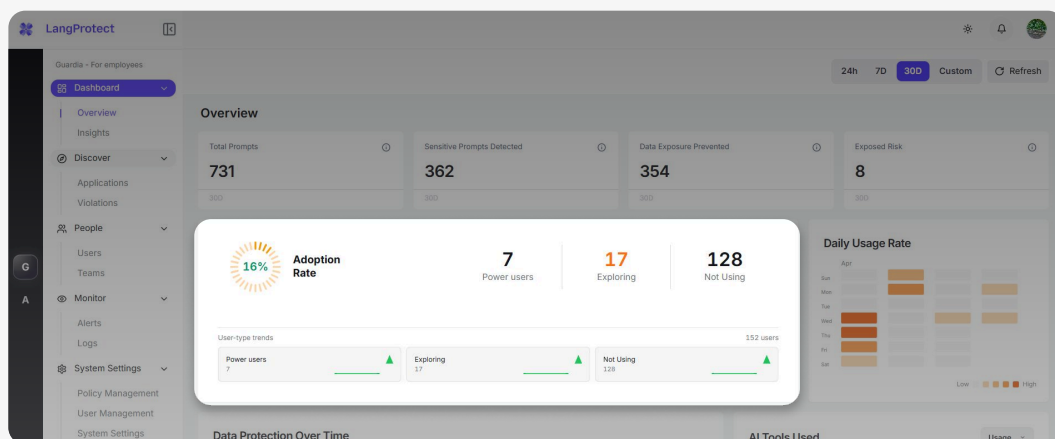 LangProtect
Guardia - For employees
Dashboard
Overview
Insights
Discover
Applications
Violations
People
Users
Teams
Monitor
Alerts
Logs
System Settings
Policy Management
User Management
System Settings
G
A
24h 7D 30D Custom Refresh
Overview
Total Prompts
731
30D
Sensitive Prompts Detected
362
30D
Data Exposure Prevented
354
30D
Exposed Risk
8
30D
16%
Adoption
Rate
7
Power users
17
Exploring
128
Not Using
User-type trends 152 users
Power users
7
Exploring
17
Not Using
128
Daily Usage Rate
Apr
Sun
Mon
Tue
Wed
Thu
Fri
Sat
Low High
Data Protection Over Time
AI Tools Used
Usage